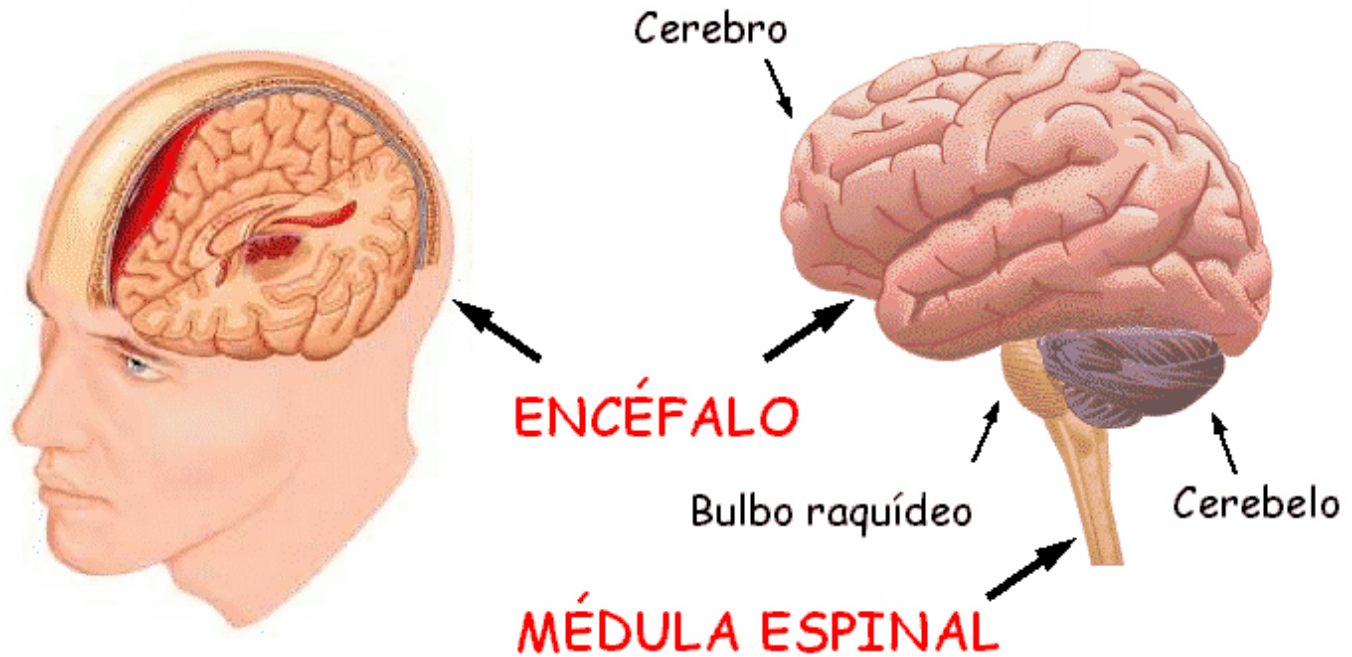 Cerebro
ENCÉFALO
Bulbo raquídeo
Cerebelo
MÉDULA ESPINAL